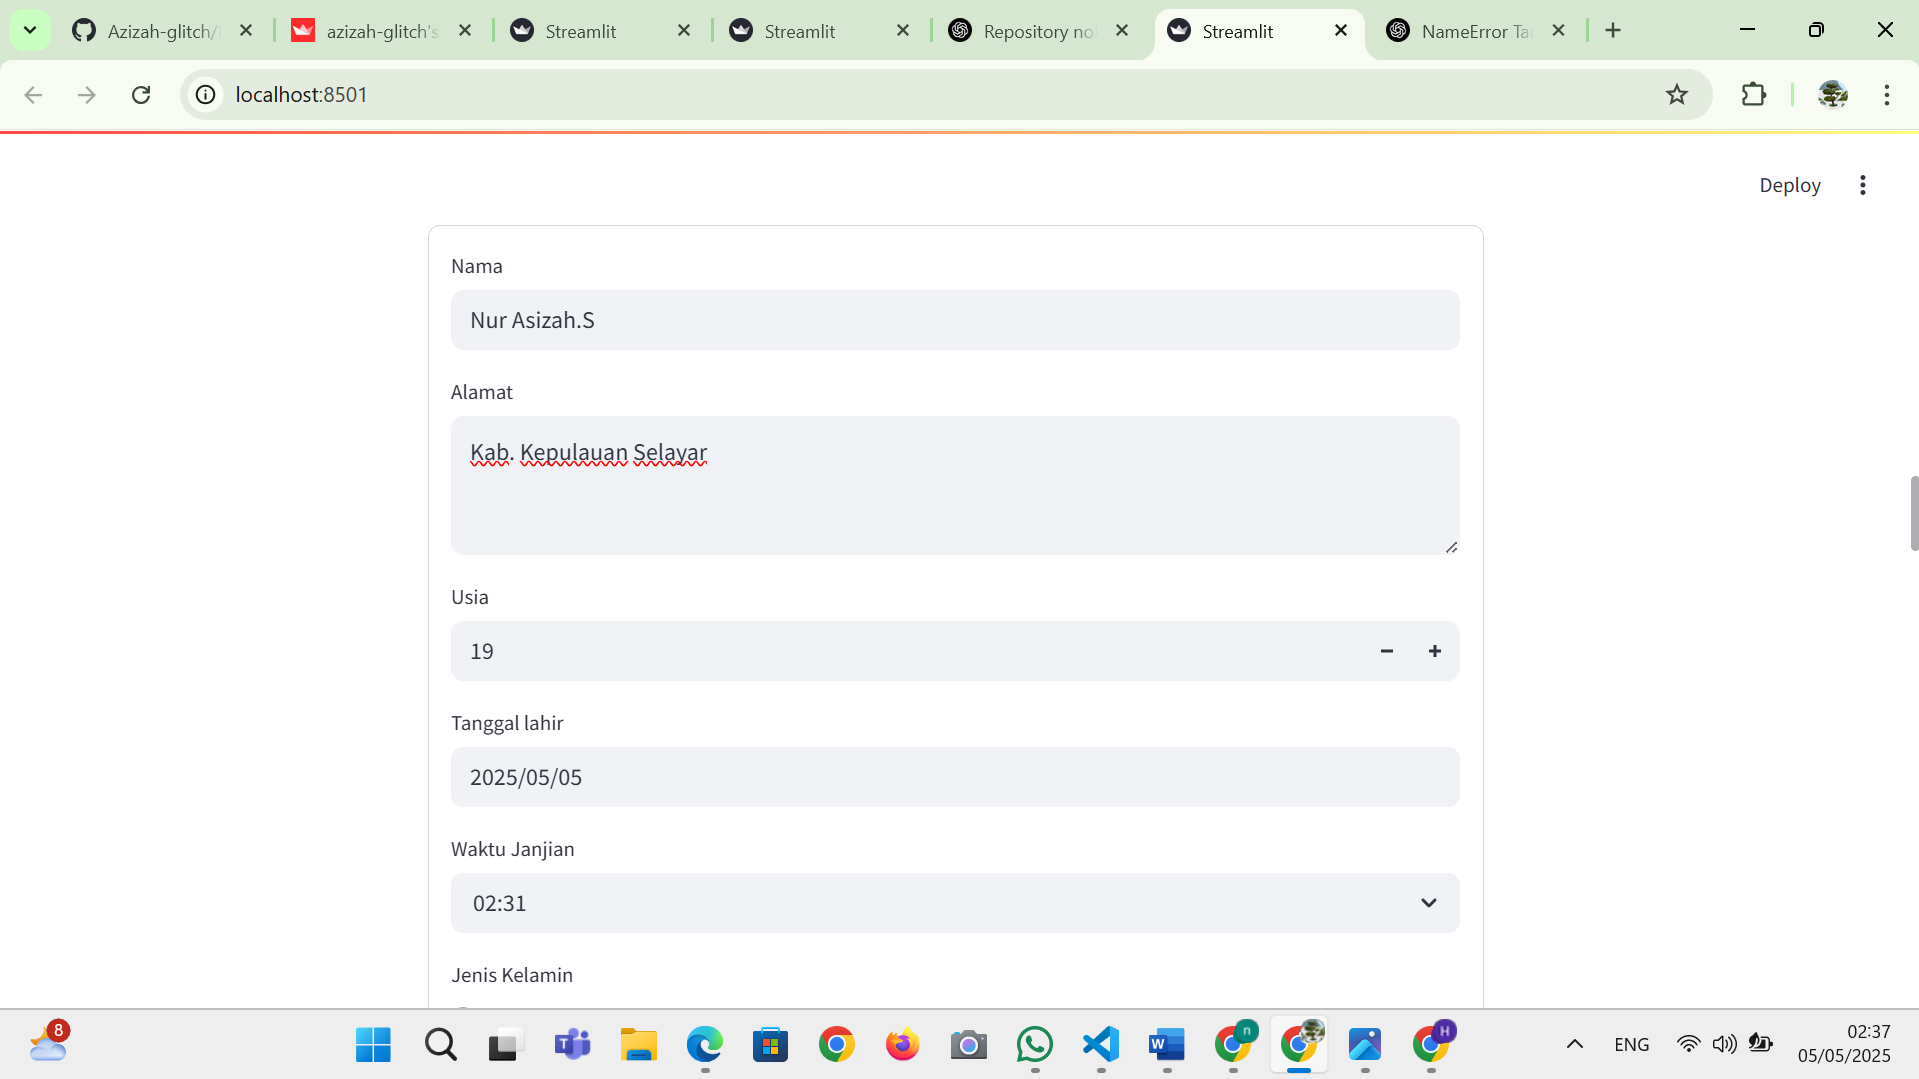 Azizah-glitch/
azizah-glitch's
Streamlit
Streamlit
Repository not
Streamlit
NameError Ta
localhost:8501
Deploy
Nama
Nur Asizah.S
Alamat
Kab. Kepulauan Selayar
Usia
19
Tanggal lahir
2025/05/05
Waktu Janjian
02:31
Jenis Kelamin
8
n
H
ENG
02:37
05/05/2025